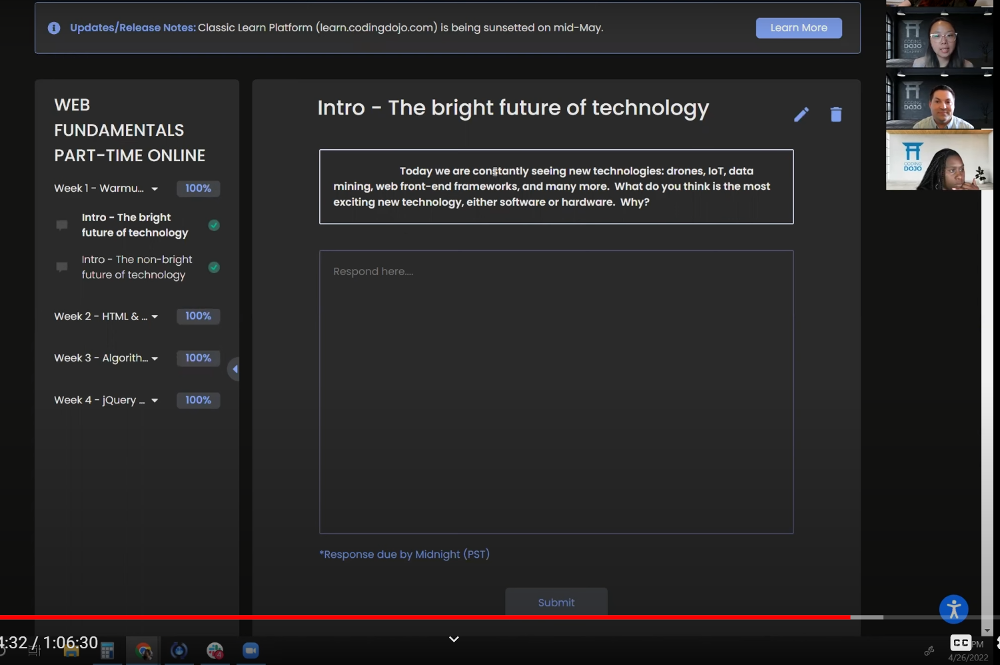 Updates/Release Notes: Classic Learn Platform (learn.codingdojo.com) is being sunsetted on mid-May.
Learn More
WEB
FUNDAMENTALS
PART-TIME ONLINE
Week 1 - Warmu...
100%
Intro - The bright
future of technology
Intro - The non-bright
future of technology
Week 2 - HTML & ...
100%
Week 3 - Algorith...
100%
Week 4 - jQuery ...
100%
Intro - The bright future of technology
Today we are constantly seeing new technologies: drones, IoT, data
mining, web front-end frameworks, and many more. What do you think is the most
exciting new technology, either software or hardware. Why?
Respond here....
*Response due by Midnight (PST)
Submit
CODING
DOJO
CODING
DOJO
CODING
DOJO
4:32 / 1:06:30
4
CC
PM
4/26/2022